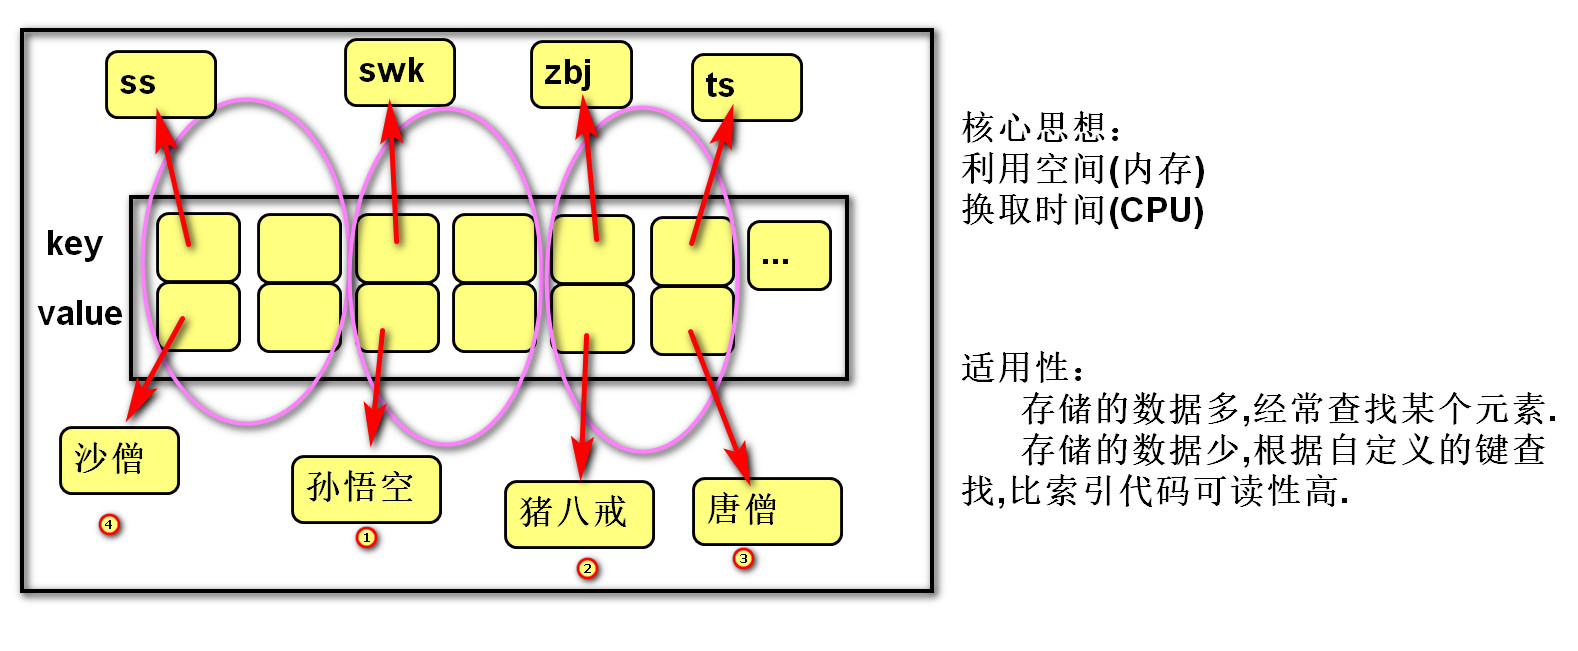 ss
swk
zbj
ts
key
...
value
沙僧
孙悟空
猪八戒
唐僧
4
1
2
3
核心思想：
利用空间(内存)
换取时间(CPU)
适用性：
存储的数据多,经常查找某个元素.
存储的数据少,根据自定义的键查
找,比索引代码可读性高.